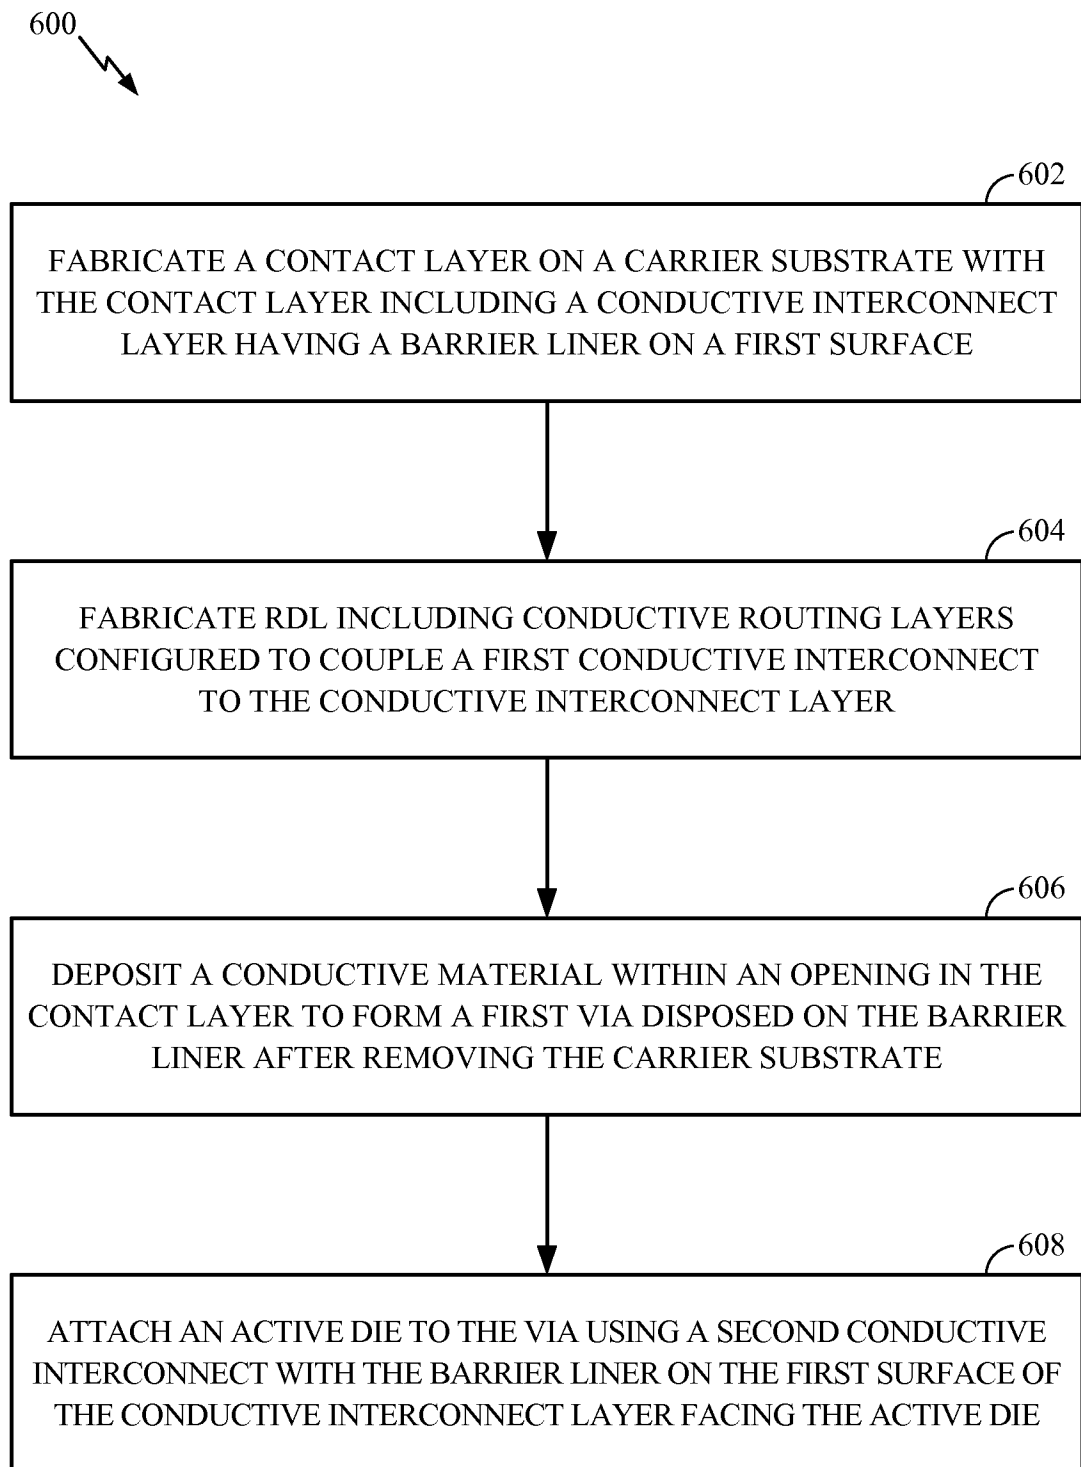 600
602
FABRICATE A CONTACT LAYER ON A CARRIER SUBSTRATE WITH
THE CONTACT LAYER INCLUDING A CONDUCTIVE INTERCONNECT
LAYER HAVING A BARRIER LINER ON A FIRST SURFACE
604
FABRICATE RDL INCLUDING CONDUCTIVE ROUTING LAYERS
CONFIGURED TO COUPLE A FIRST CONDUCTIVE INTERCONNECT
TO THE CONDUCTIVE INTERCONNECT LAYER
606
DEPOSIT A CONDUCTIVE MATERIAL WITHIN AN OPENING IN THE
CONTACT LAYER TO FORM A FIRST VIA DISPOSED ON THE BARRIER
LINER AFTER REMOVING THE CARRIER SUBSTRATE
608
ATTACH AN ACTIVE DIE TO THE VIA USING A SECOND CONDUCTIVE
INTERCONNECT WITH THE BARRIER LINER ON THE FIRST SURFACE OF
THE CONDUCTIVE INTERCONNECT LAYER FACING THE ACTIVE DIE